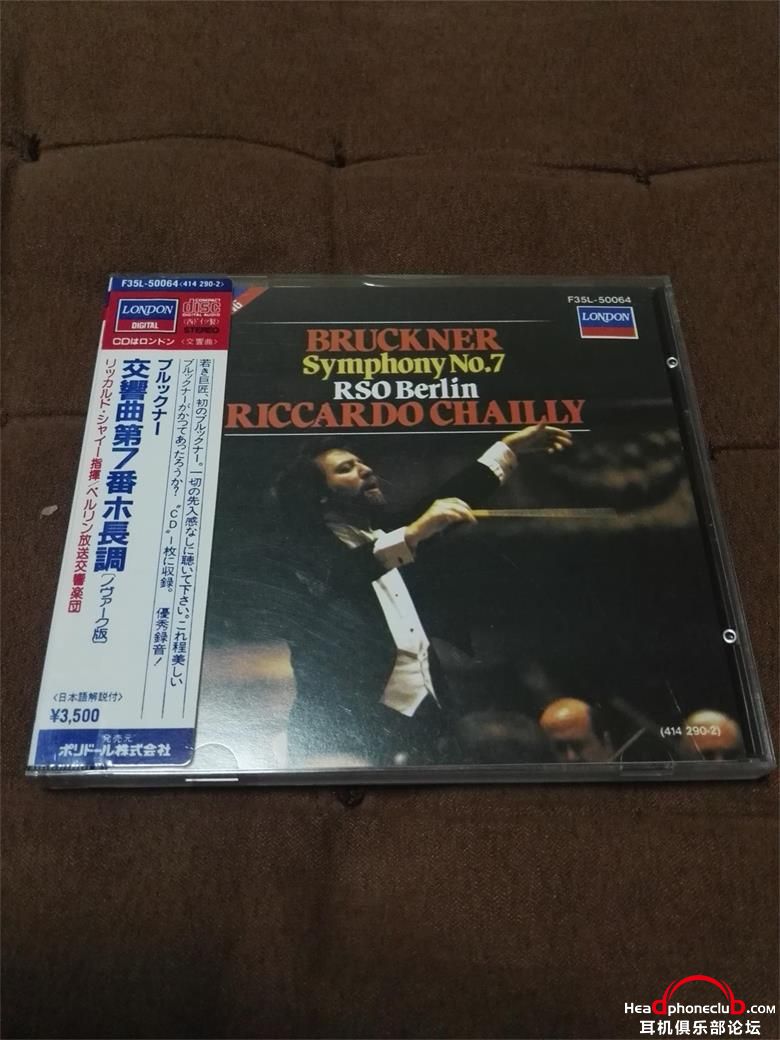 F35L-50064<414 290-2>
LONDON
DIGITAL
COMPACT
disc
DIGITAL AUDIO
<西ドイツ製>
STEREO
CDはロンドン <交響曲>
ブルックナー
交響曲第7番ホ長調[ノヴァーク版]
リッカルド・シャイー指揮/ベルリン放送交響楽団
若き巨匠、初のブルックナー。一切の先入感なしに聴いて下さい。これ程美しい
ブルックナーがかつてあったろうか? “CD”1枚に収録。 優秀録音!
<日本語解説付>
¥3,500
発売元
ポリドール株式会社
F35L-50064
LONDON
BRUCKNER
Symphony No.7
RSO Berlin
RICCARDO CHAILLY
(414 290-2)
Headphoneclub.com
耳机俱乐部论坛